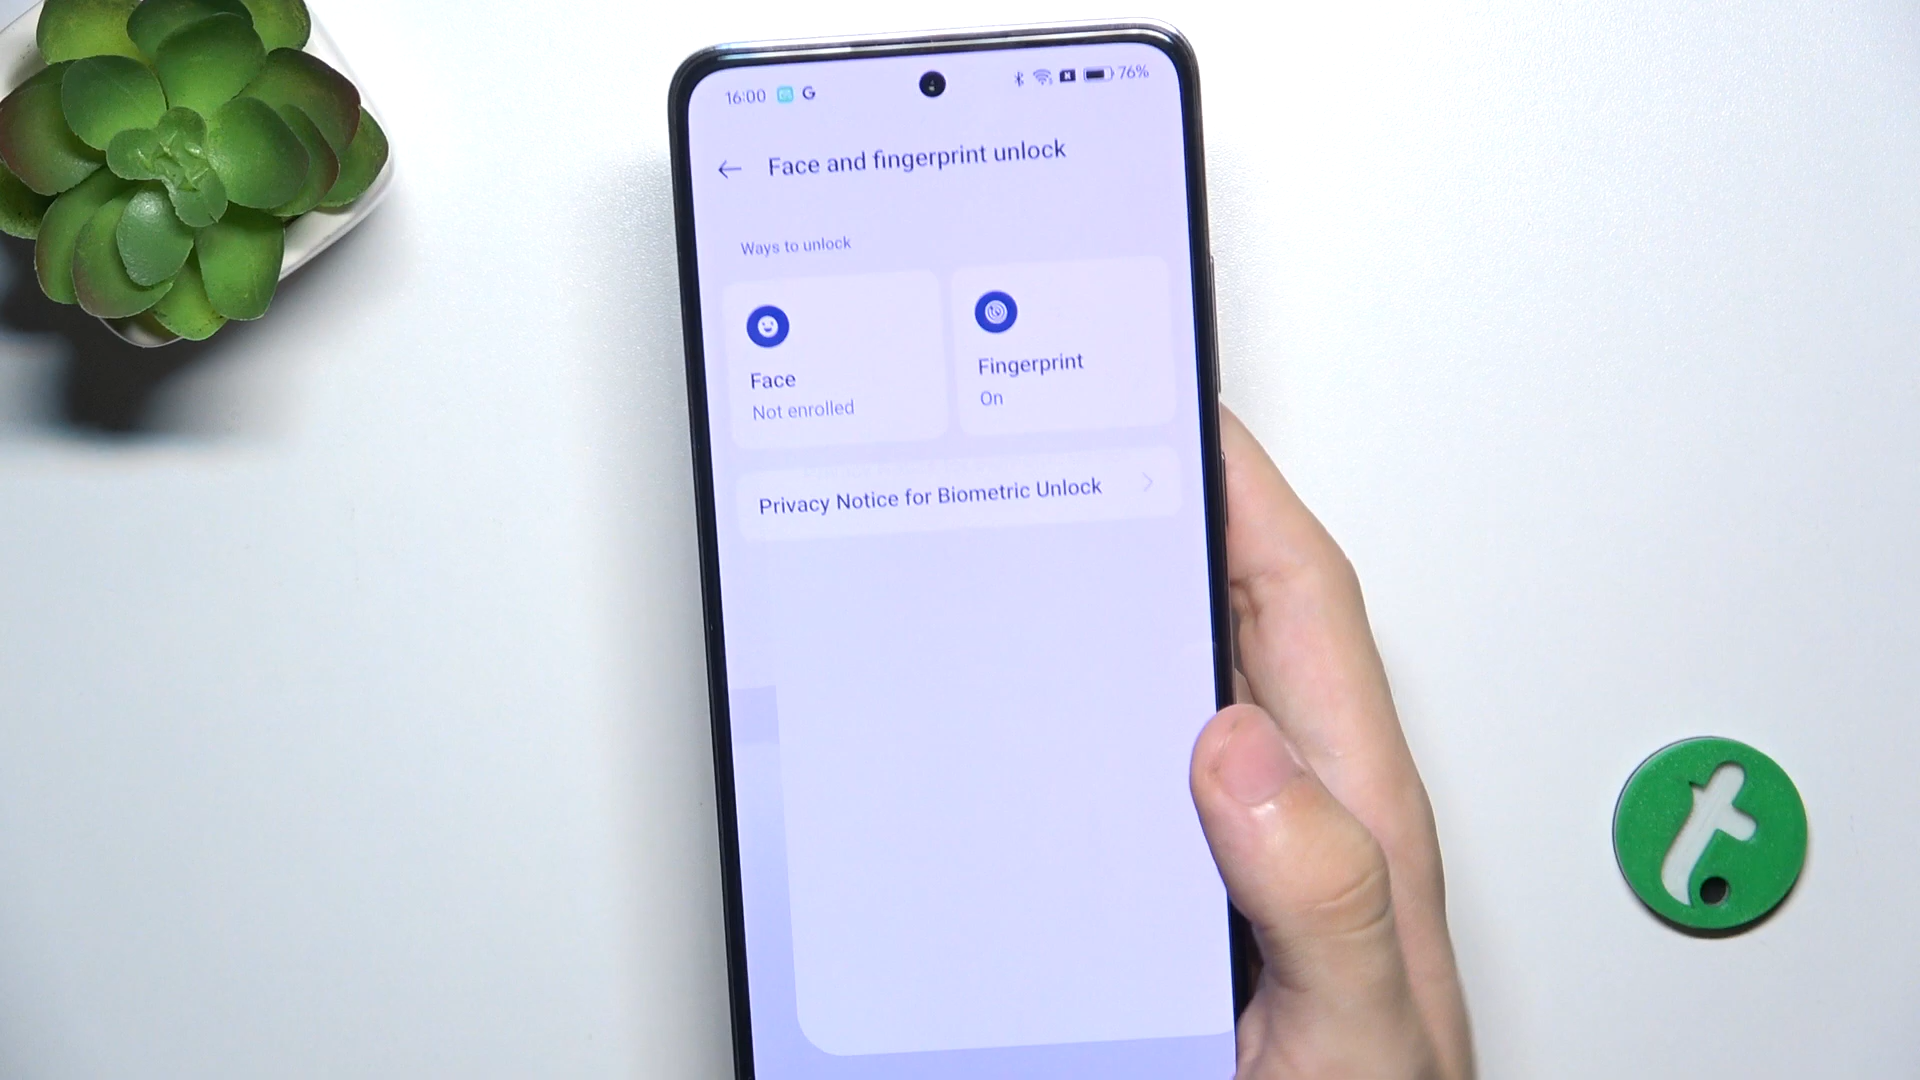 16:00 G 76%
Face and fingerprint unlock
Ways to unlock
Face
Not enrolled
Fingerprint
On
Privacy Notice for Biometric Unlock
t